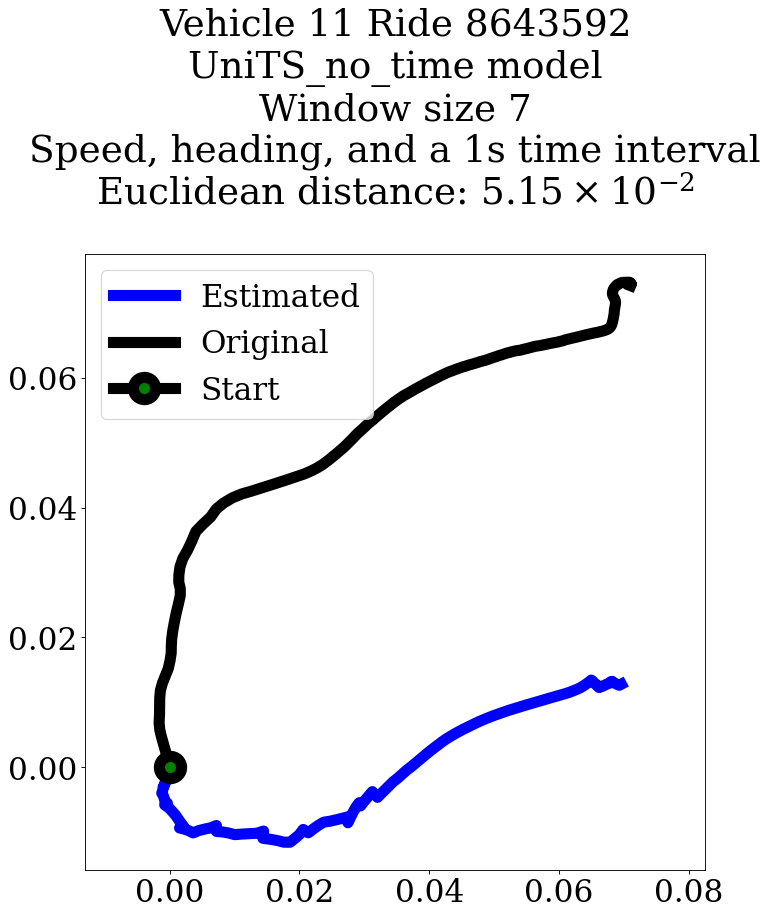 Vehicle 11 Ride 8643592
UniTS_no_time model
Window size 7
Speed, heading, and a 1s time interval
Euclidean distance: 5.15 × 10⁻²
Estimated
Original
Start
0.06
0.04
0.02
0.00
0.00 0.02 0.04 0.06 0.08